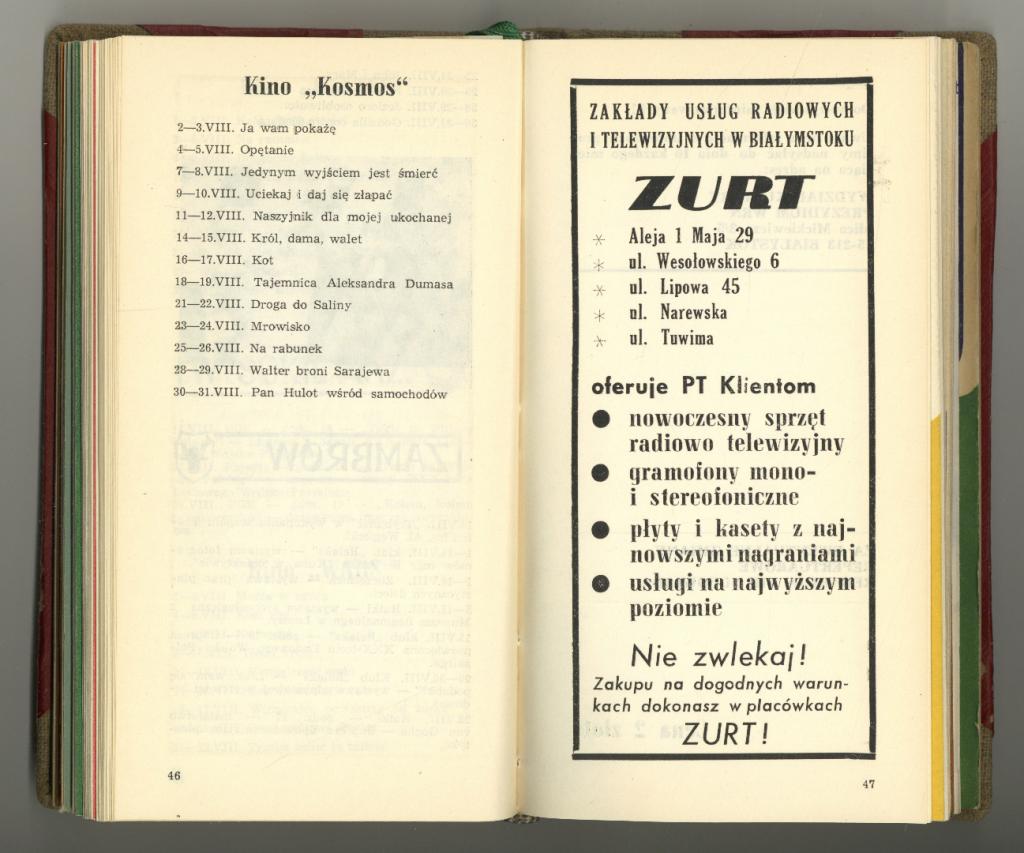 Kino „Kosmos“
2—3.VIII. Ja wam pokażę
4—5.VIII. Opętanie
7—8.VIII. Jedynym wyjściem jest śmierć
9—10.VIII. Uciekaj i daj się złapać
11—12.VIII. Naszyjnik dla mojej ukochanej
14—15.VIII. Król, dama, walet
16—17.VIII. Kot
18—19.VIII. Tajemnica Aleksandra Dumasa
21—22.VIII. Droga do Saliny
23—24.VIII. Mrowisko
25—26.VIII. Na rabunek
28—29.VIII. Walter broni Sarajewa
30—31.VIII. Pan Hulot wśród samochodów
46
ZAKŁADY USŁUG RADIOWYCH
I TELEWIZYJNYCH W BIAŁYMSTOKU
ZURT
* Aleja 1 Maja 29
* ul. Wesołowskiego 6
* ul. Lipowa 45
* ul. Narewska
* ul. Tuwima
oferuje PT Klientom
● nowoczesny sprzęt
radiowo telewizyjny
● gramofony mono-
i stereofoniczne
● płyty i kasety z naj-
nowszymi nagraniami
● usługi na najwyższym
poziomie
Nie zwlekaj!
Zakupu na dogodnych warun-
kach dokonasz w placówkach
ZURT!
47